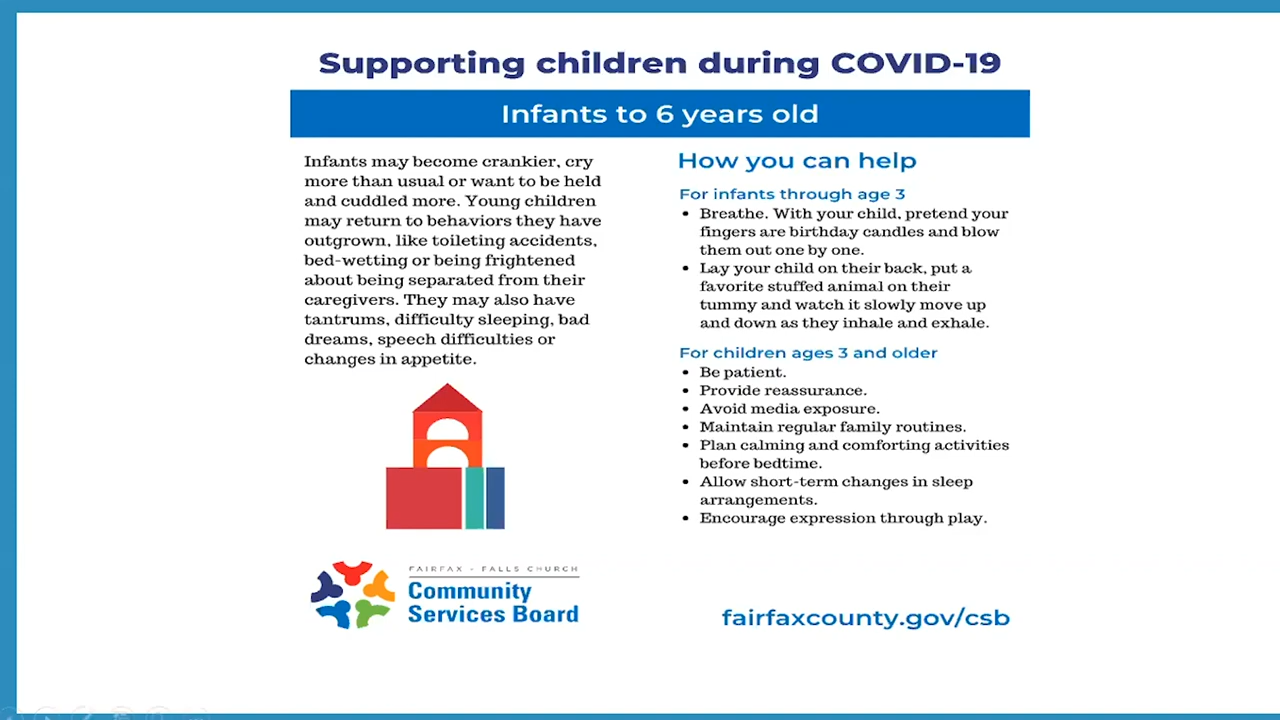 Supporting children during COVID-19
Infants to 6 years old
Infants may become crankier, cry
more than usual or want to be held
and cuddled more. Young children
may return to behaviors they have
outgrown, like toileting accidents,
bed-wetting or being frightened
about being separated from their
caregivers. They may also have
tantrums, difficulty sleeping, bad
dreams, speech difficulties or
changes in appetite.
How you can help
For infants through age 3
• Breathe. With your child, pretend your
fingers are birthday candles and blow
them out one by one.
• Lay your child on their back, put a
favorite stuffed animal on their
tummy and watch it slowly move up
and down as they inhale and exhale.
For children ages 3 and older
• Be patient.
• Provide reassurance.
• Avoid media exposure.
• Maintain regular family routines.
• Plan calming and comforting activities
before bedtime.
• Allow short-term changes in sleep
arrangements.
• Encourage expression through play.
FAIRFAX - FALLS CHURCH
Community
Services Board
fairfaxcounty.gov/csb